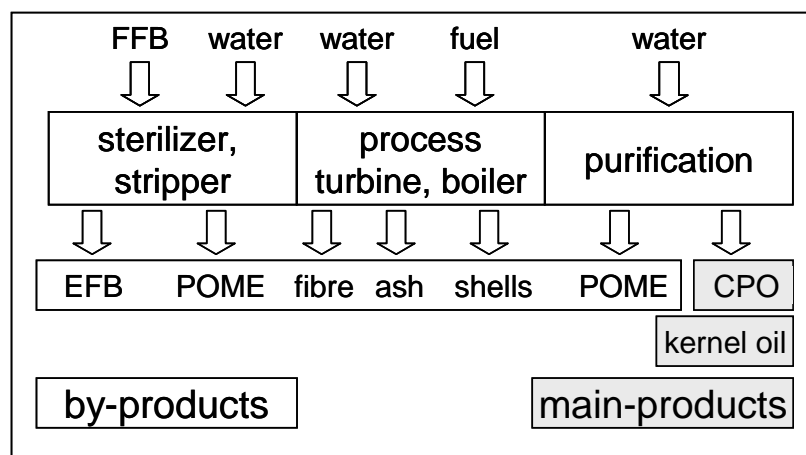 FFB water water fuel water
sterilizer, process
stripper turbine, boiler purification
EFB POME fibre ash shells POME CPO
kernel oil
by-products main-products